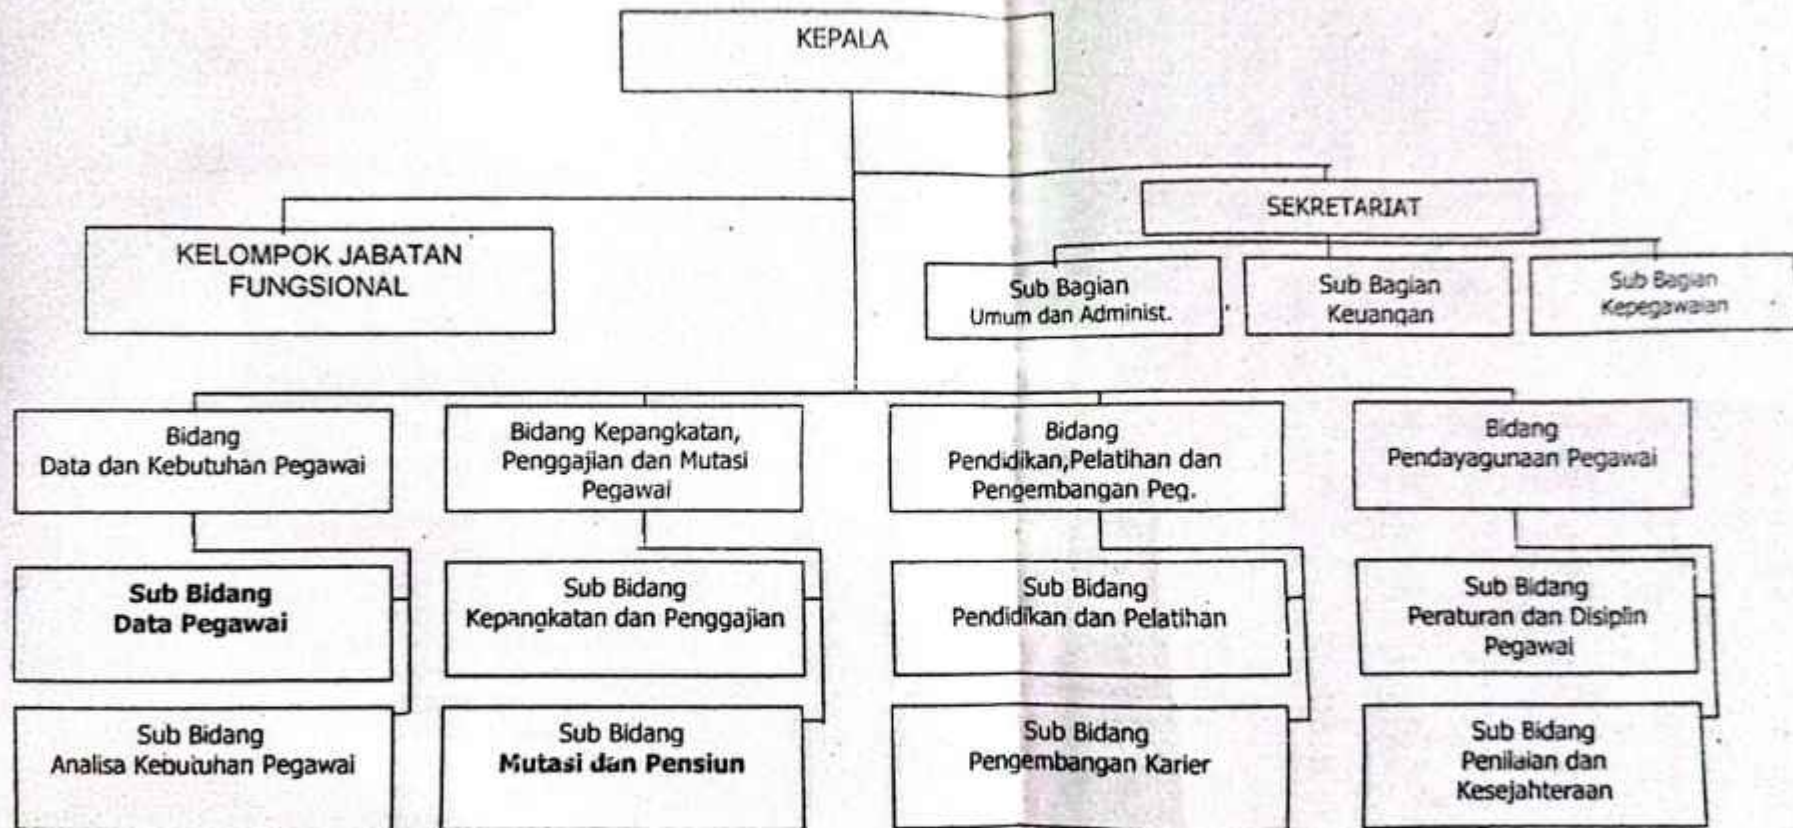 KEPALA
SEKRETARIAT
KELOMPOK JABATAN
FUNGSIONAL
Sub Bagian
Umum dan Administ.
Sub Bagian
Keuangan
Sub Bagian
Kepegawaian
Bidang
Data dan Kebutuhan Pegawai
Bidang Kepangkatan,
Penggajian dan Mutasi
Pegawai
Bidang
Pendidikan,Pelatihan dan
Pengembangan Peg.
Bidang
Pendayagunaan Pegawai
Sub Bidang
Data Pegawai
Sub Bidang
Kepangkatan dan Penggajian
Sub Bidang
Pendidikan dan Pelatihan
Sub Bidang
Peraturan dan Disiplin
Pegawai
Sub Bidang
Analisa Kebutuhan Pegawai
Sub Bidang
Mutasi dan Pensiun
Sub Bidang
Pengembangan Karier
Sub Bidang
Penilaian dan
Kesejahteraan